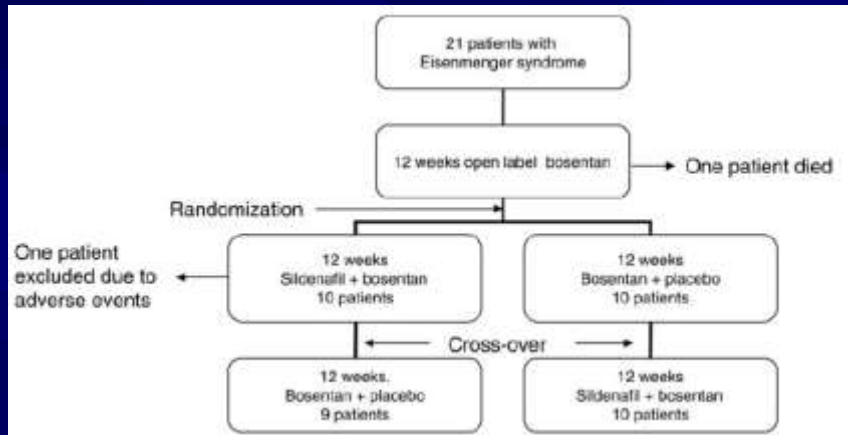 21 patients with
Eisenmenger syndrome
12 weeks open label bosentan
One patient died
Randomization
One patient
excluded due to
adverse events
12 weeks
Sildenafil + bosentan
10 patients
12 weeks
Bosentan + placebo
10 patients
Cross-over
12 weeks.
Bosentan + placebo
9 patients
12 weeks
Sildenafil + bosentan
10 patients